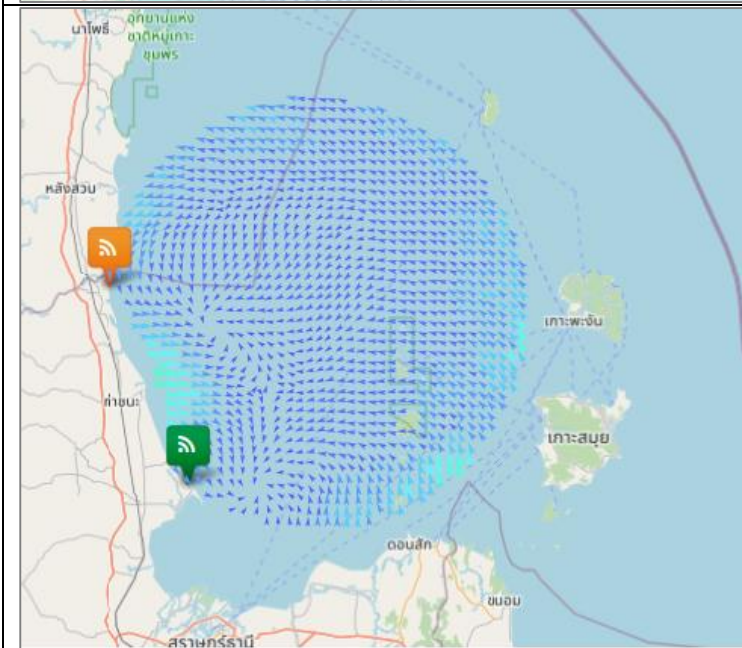 อุทยานแห่ง
ชาติหมู่เกาะ
ชุมพร
นาโพธิ์
หลังสวน
เกาะพะงัน
ท่าชนะ
เกาะสมุย
ดอนสัก
ขนอม
สุราษฎร์ธานี